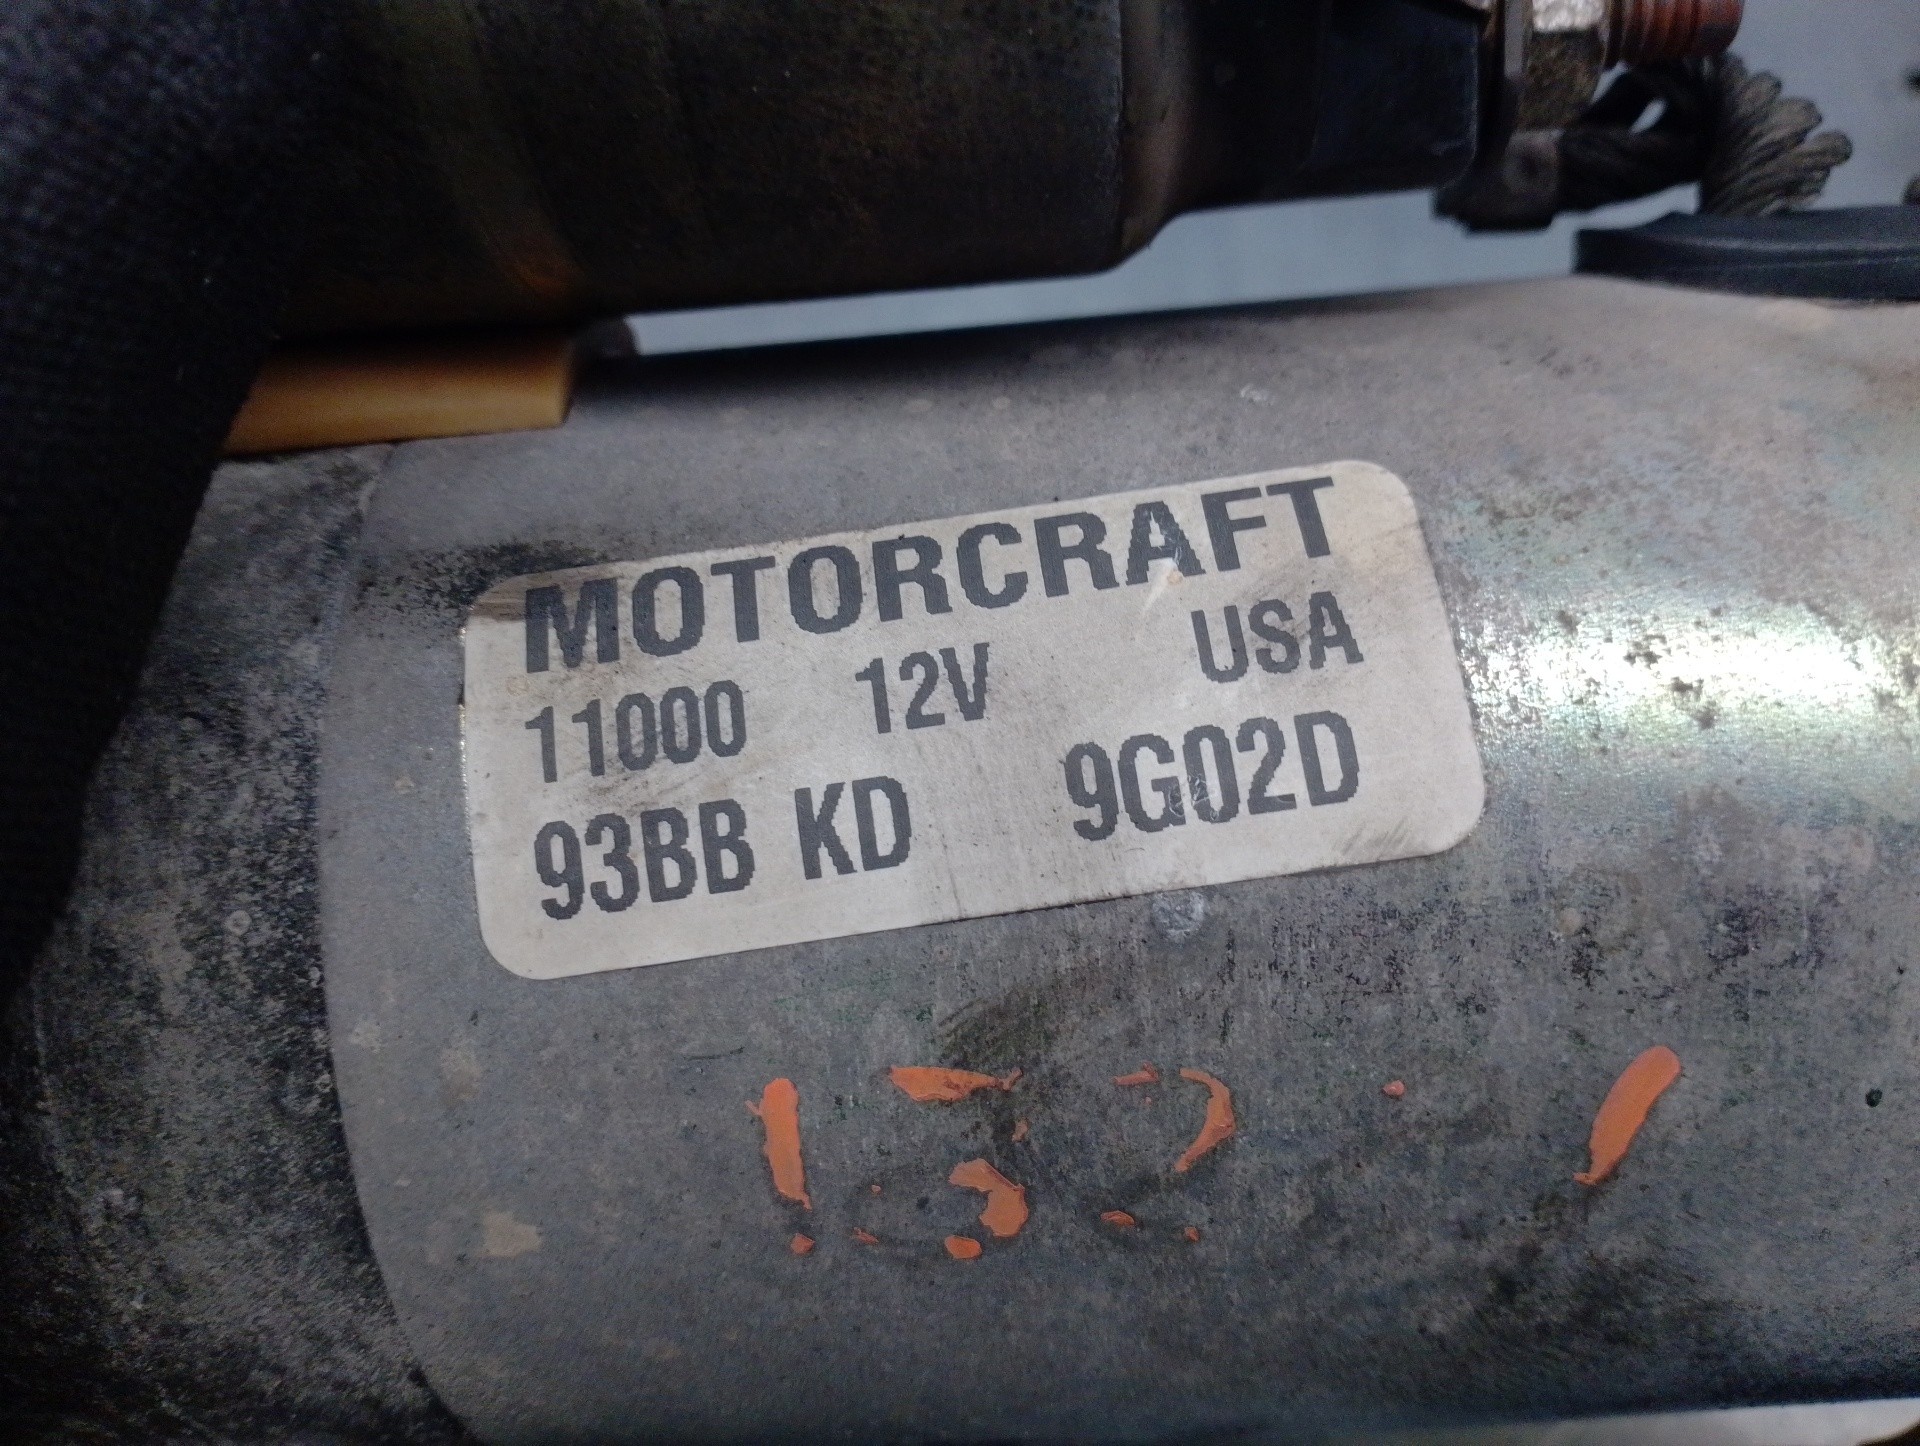 MOTORCRAFT
11000 12V USA
93BB KD 9G02D